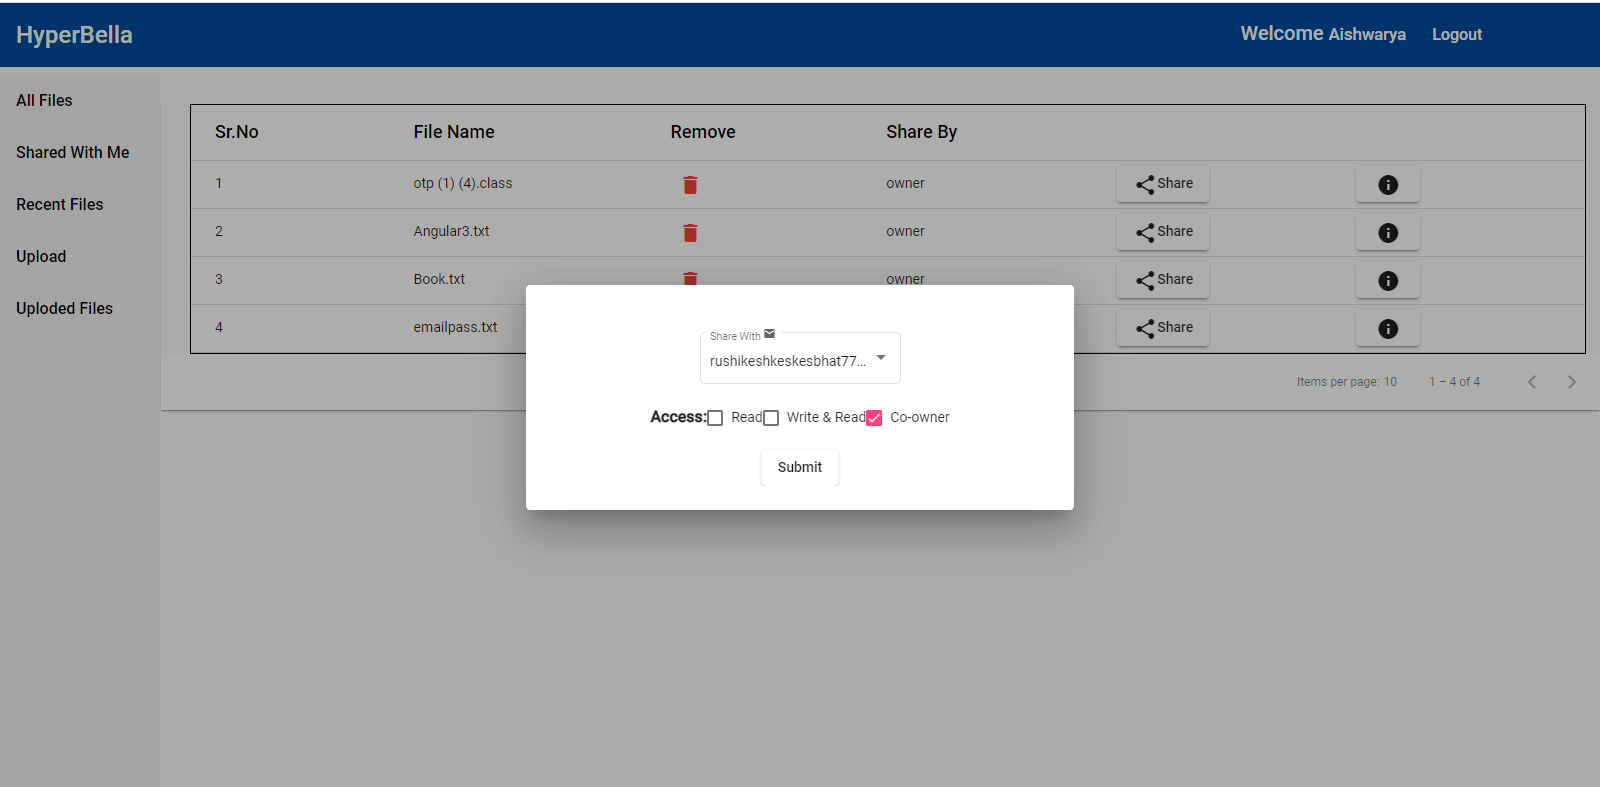 HyperBella
Welcome Aishwarya Logout
All Files
Shared With Me
Recent Files
Upload
Uploded Files
Sr.No File Name Remove Share By
1 otp (1) (4).class owner Share
2 Angular3.txt owner Share
3 Book.txt owner Share
4 emailpass.txt Share
Items per page: 10 1 – 4 of 4
Share With
rushikeshkeskesbhat77...
Access: Read Write & Read Co-owner
Submit